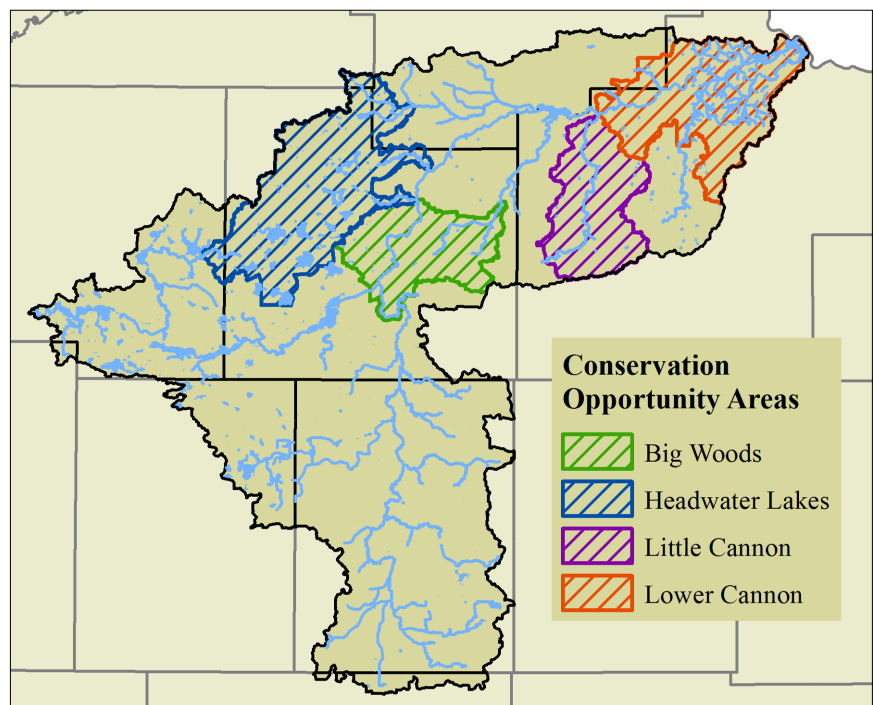 Conservation
Opportunity Areas
Big Woods
Headwater Lakes
Little Cannon
Lower Cannon